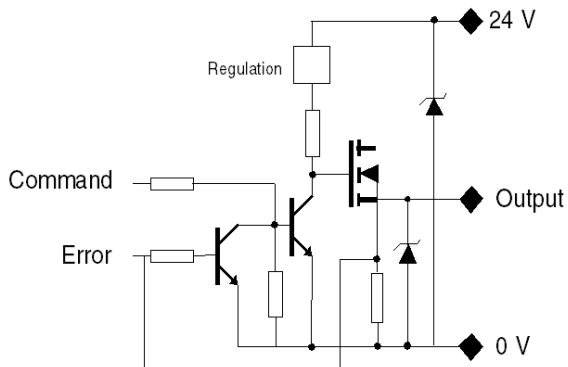 24 V
Regulation
Command
Output
Error
0 V